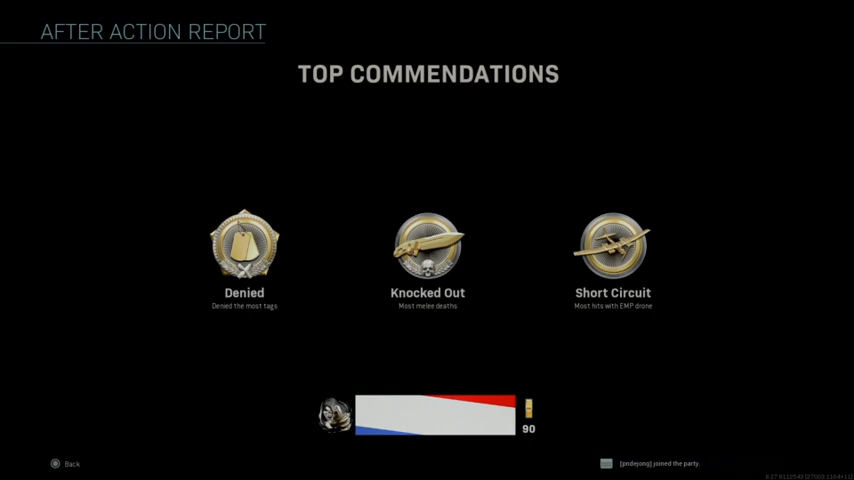 AFTER ACTION REPORT
TOP COMMENDATIONS
Denied
Denied the most tags
Knocked Out
Most melee deaths
Short Circuit
Most hits with EMP drone
90
Back
[pndejong] joined the party.